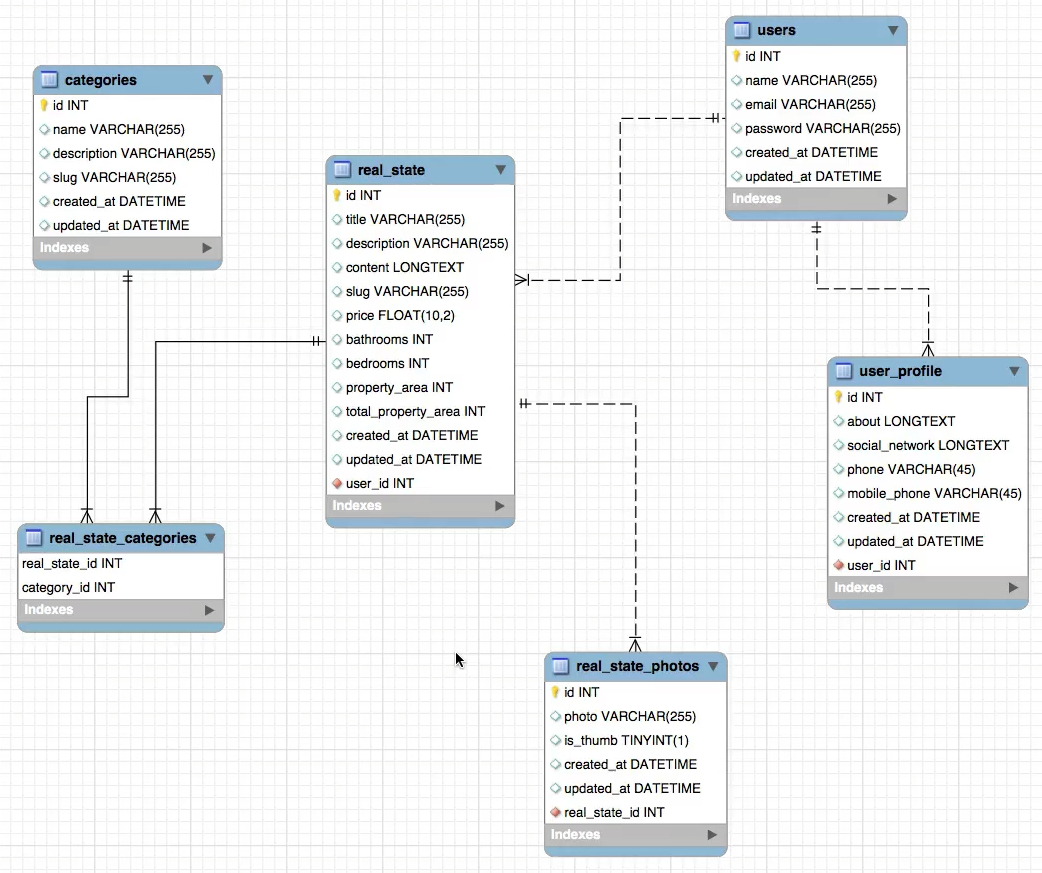 users
id INT
name VARCHAR(255)
email VARCHAR(255)
password VARCHAR(255)
created_at DATETIME
updated_at DATETIME
Indexes
categories
id INT
name VARCHAR(255)
description VARCHAR(255)
slug VARCHAR(255)
created_at DATETIME
updated_at DATETIME
Indexes
real_state
id INT
title VARCHAR(255)
description VARCHAR(255)
content LONGTEXT
slug VARCHAR(255)
price FLOAT(10,2)
bathrooms INT
bedrooms INT
property_area INT
total_property_area INT
created_at DATETIME
updated_at DATETIME
user_id INT
Indexes
user_profile
id INT
about LONGTEXT
social_network LONGTEXT
phone VARCHAR(45)
mobile_phone VARCHAR(45)
created_at DATETIME
updated_at DATETIME
user_id INT
Indexes
real_state_categories
real_state_id INT
category_id INT
Indexes
real_state_photos
id INT
photo VARCHAR(255)
is_thumb TINYINT(1)
created_at DATETIME
updated_at DATETIME
real_state_id INT
Indexes